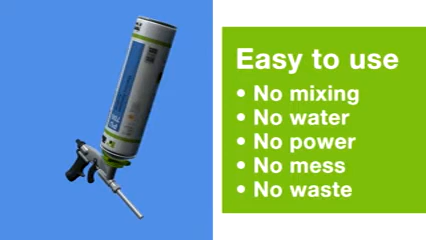 Easy to use
• No mixing
• No water
• No power
• No mess
• No waste